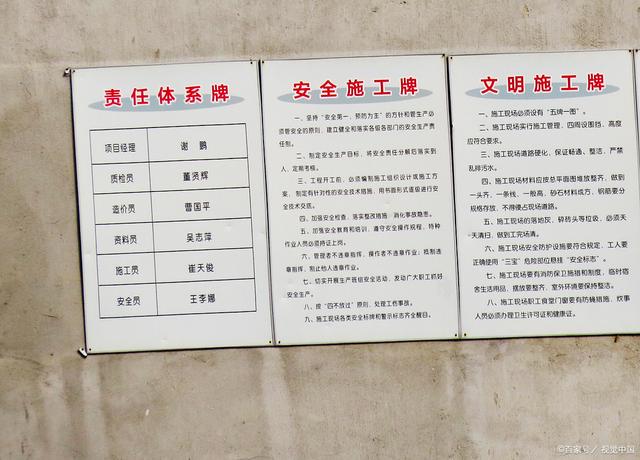 责任体系牌
项目经理 谢 鹏
质检员 董贤辉
造价员 曹国平
资料员 吴志萍
施工员 崔天俊
安全员 王李娜
安全施工牌
一、坚持“安全第一、预防为主”的方针和管生产必
须管安全的原则，建立健全和落实各级各部门的安全生产责
任制。
二、制定安全生产目标，将安全责任分解后落实到
人，定期考核。
三、工程开工前，必须编制施工组织设计或施工方
案，制定有针对性的安全技术措施，用书面形式逐级进行安
全技术交底。
四、加强安全检查，落实整改措施，消化事故隐患。
五、加强安全教育和培训，遵守安全操作规程，特种
作业人员必须持证上岗。
六、管理者不违章指挥，操作者不违章作业；抵制违
章指挥，制止他人违章作业。
七、切实开展生产班组安全活动，发动广大职工抓好
安全生产。
八、按“四不放过”原则，处理工伤事故。
九、施工现场各类安全标牌和警示标志齐全醒目。
文明施工牌
一、施工现场必须设有“五牌一图”。
二、施工现场实行施工管理，四周设围挡，高度
应符合要求。
三、施工现场道路硬化，保证畅通、整洁，严禁
乱排污水。
四、施工现场材料应按总平面图堆放整齐，做到
一头齐，一条线，一般高，砂石材料成方，钢筋要分
规格存放，不得侵占现场道路。
五、施工现场的落地灰，碎砖头等垃圾，必须天
天清扫，做到工完场清。
六、施工现场安全防护设施要符合规定，工人要
正确使用“三宝”危险部位悬挂“安全标志”。
七、施工现场要有消防保卫措施和制度，临时宿
舍生活用品，摆放要整齐，室外环境要保持整洁。
八、施工现场职工食堂门窗要有防蝇措施，炊事
人员必须办理卫生许可证和健康证。
©百家号／视觉中国